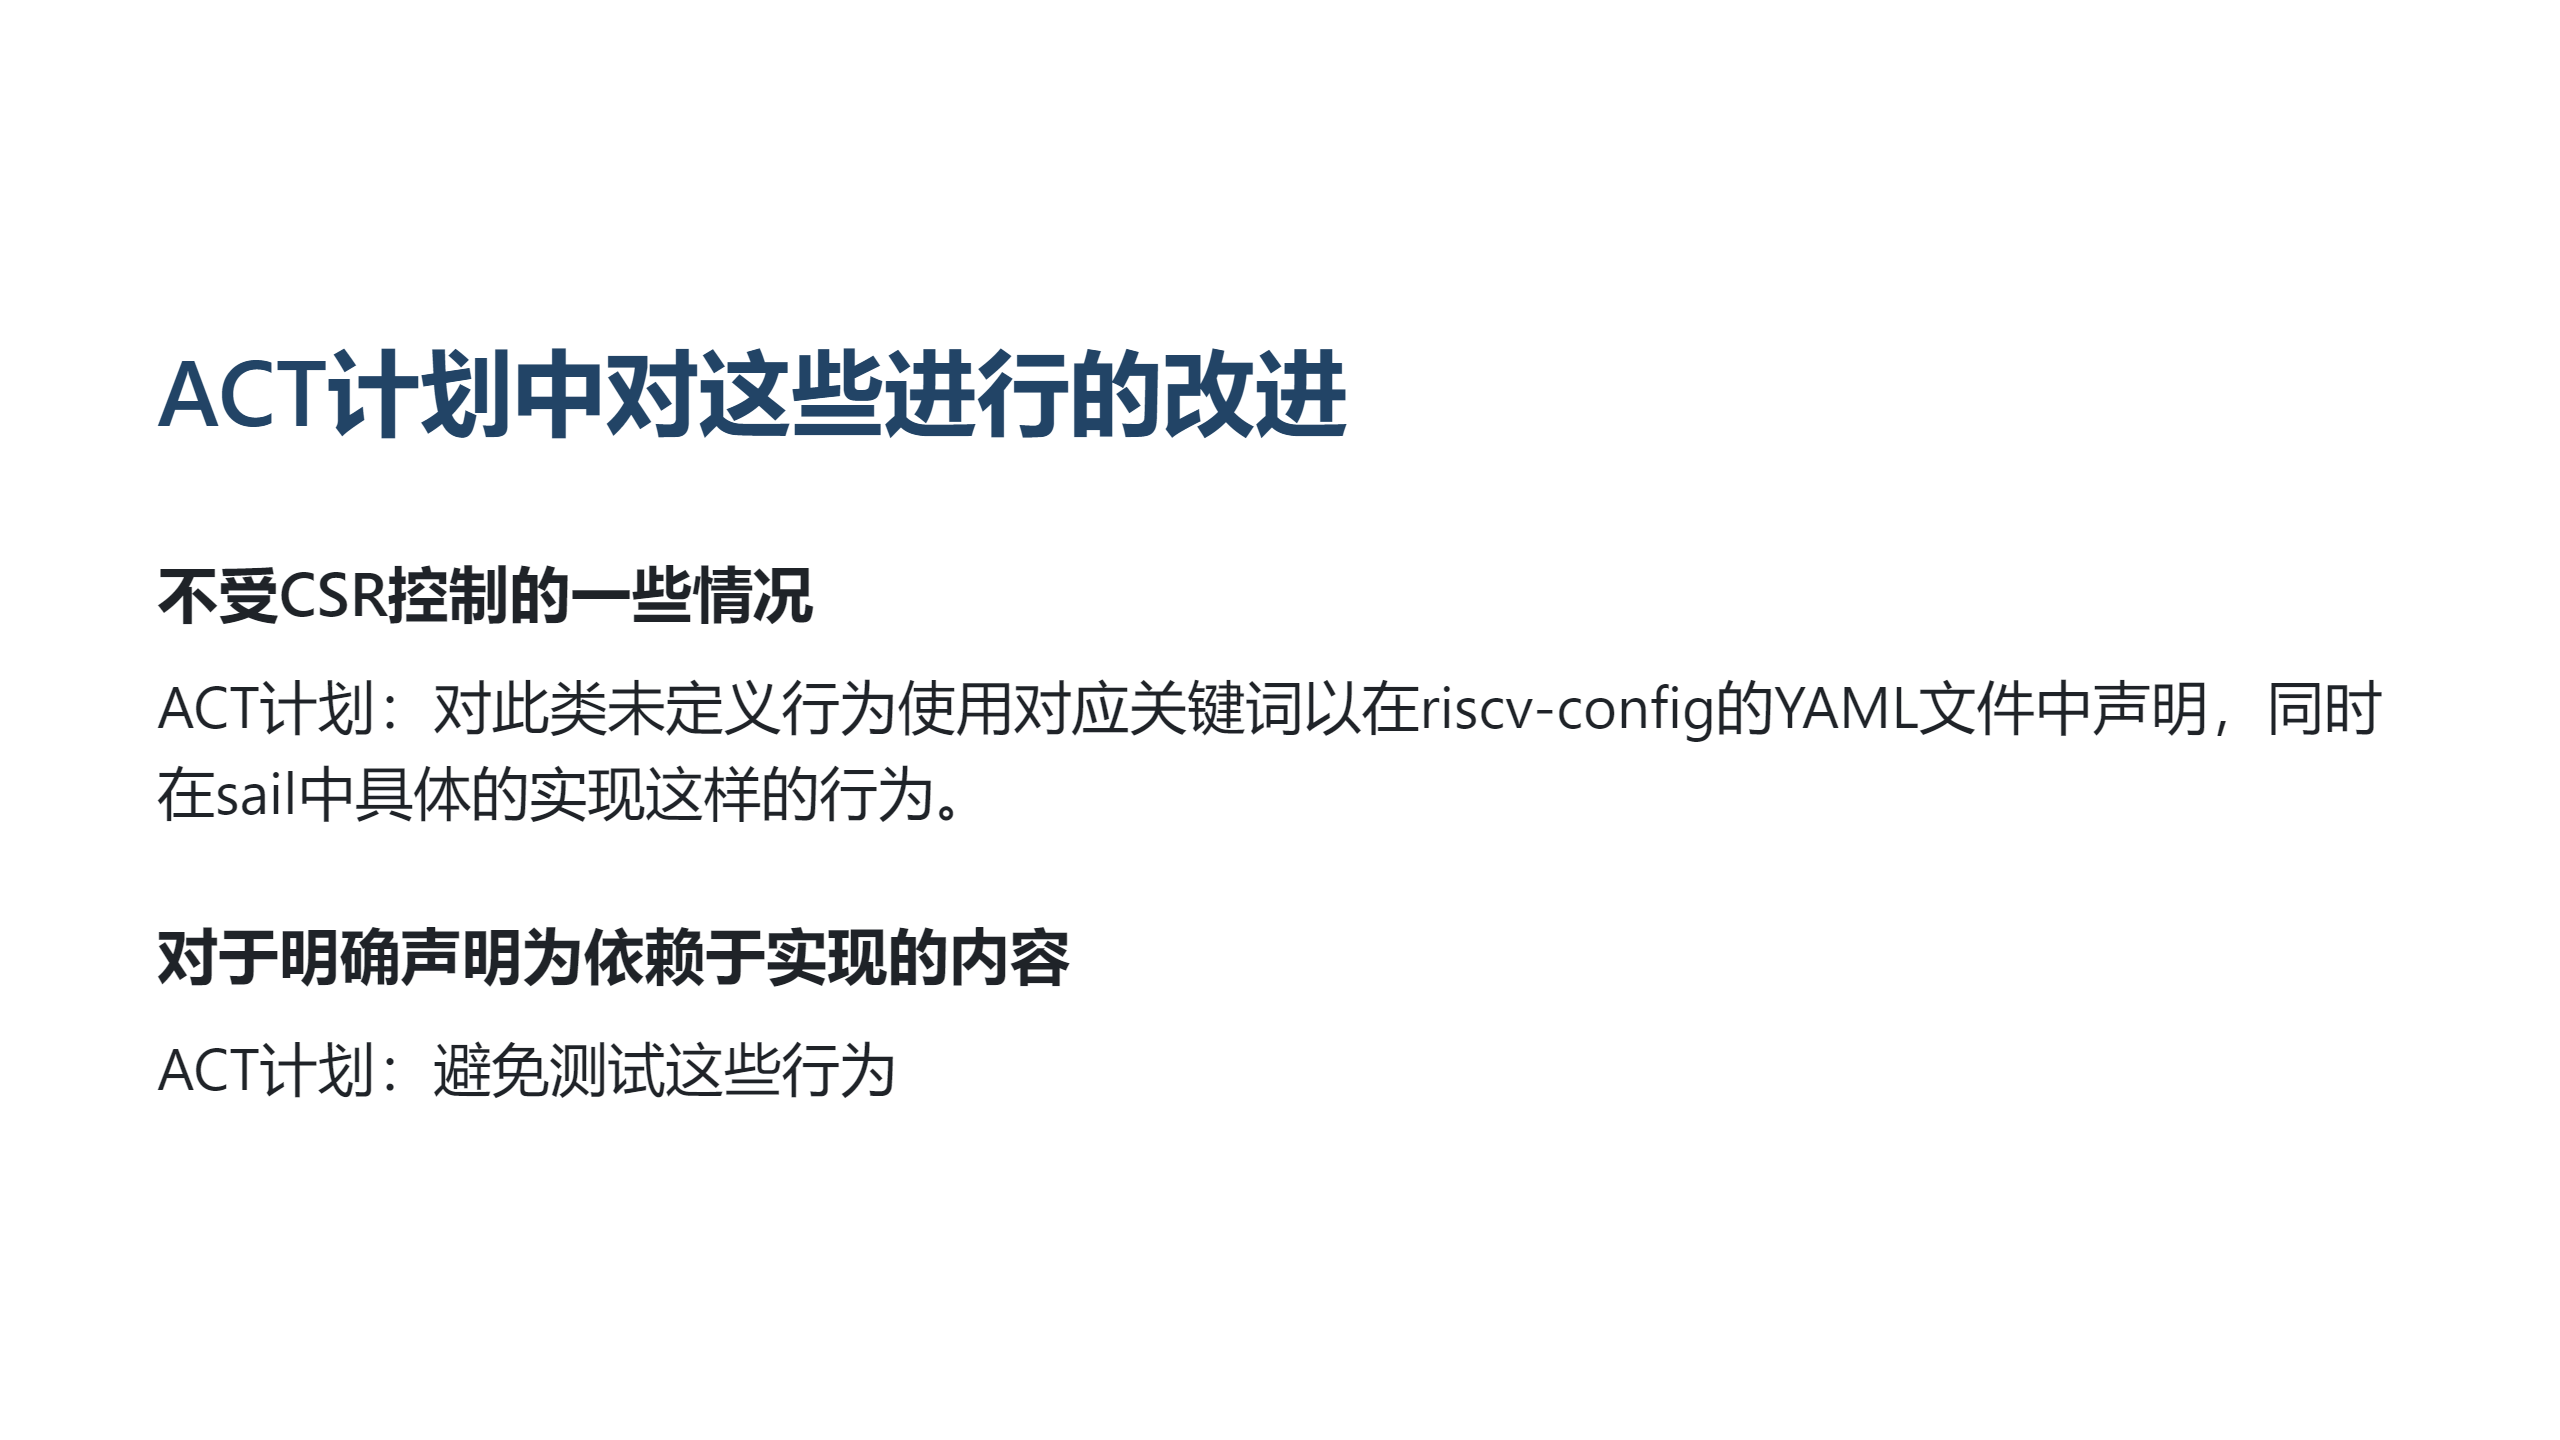 ACT计划中对这些进行的改进
不受CSR控制的一些情况
ACT计划：对此类未定义行为使用对应关键词以在riscv-config的YAML文件中声明，同时
在sail中具体的实现这样的行为。
对于明确声明为依赖于实现的内容
ACT计划：避免测试这些行为